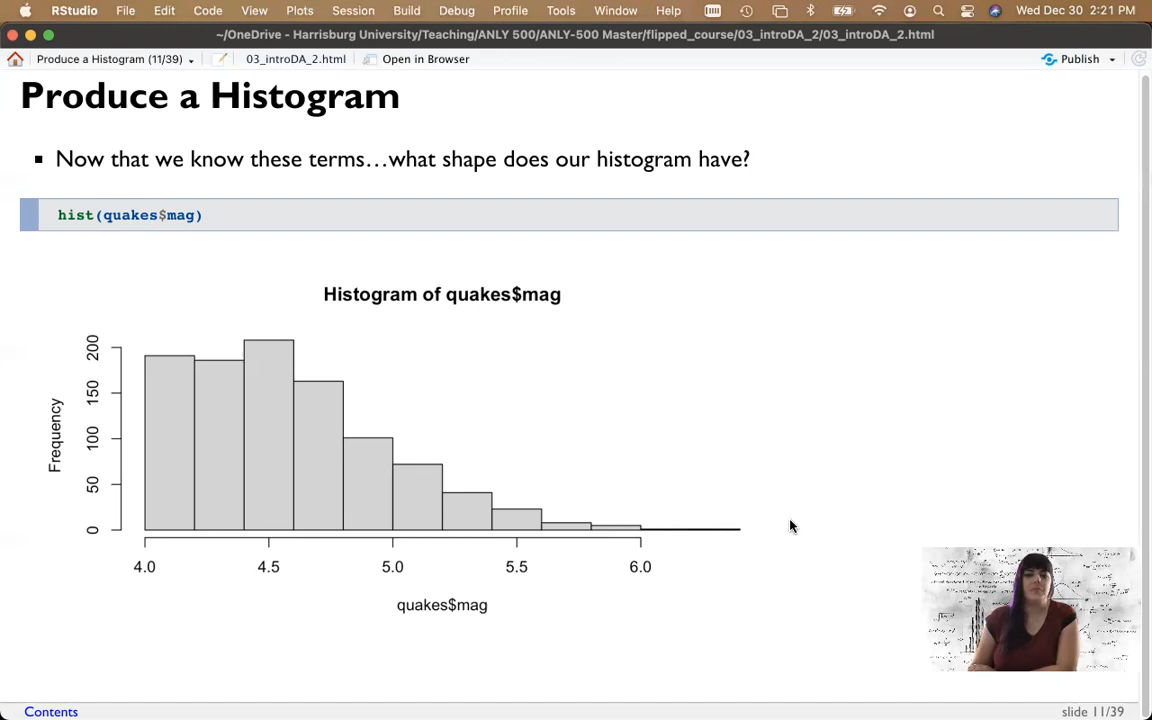 RStudio File Edit Code View Plots Session Build Debug Profile Tools Window Help Wed Dec 30 2:21 PM
~/OneDrive - Harrisburg University/Teaching/ANLY 500/ANLY-500 Master/flipped_course/03_introDA_2/03_introDA_2.html
Produce a Histogram (11/39) 03_introDA_2.html Open in Browser Publish
Produce a Histogram
Now that we know these terms…what shape does our histogram have?
hist(quakes$mag)
Histogram of quakes$mag
Frequency
200
150
100
50
0
4.0 4.5 5.0 5.5 6.0
quakes$mag
Contents
slide 11/39